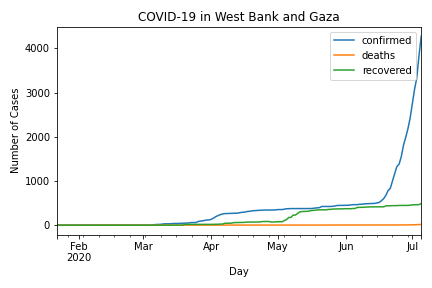 COVID-19 in West Bank and Gaza
confirmed
deaths
recovered
Number of Cases
4000
3000
2000
1000
0
Feb
2020
Mar
Apr
May
Jun
Jul
Day